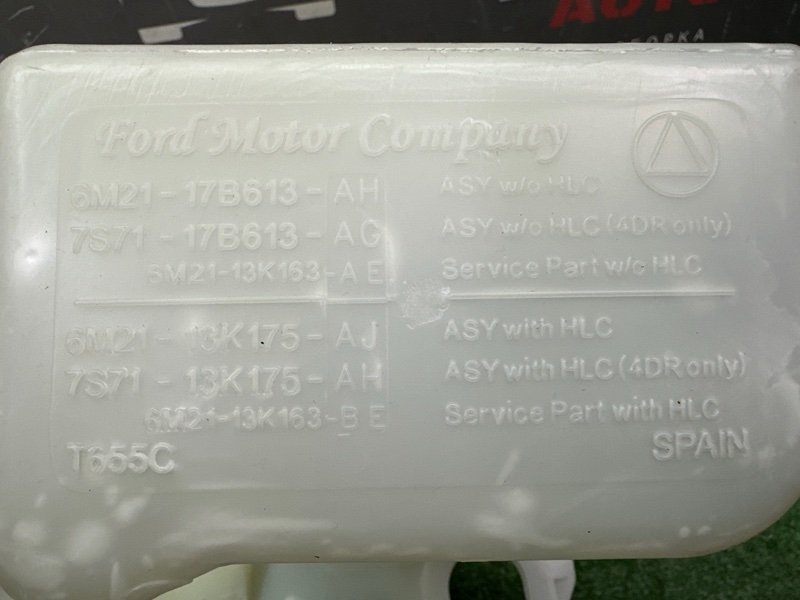 Ford Motor Company
6M21-17B613-AH ASY w/o HLC
7S71-17B613-AG ASY w/o HLC (4DR only)
6M21-13K163-AE Service Part w/o HLC
6M21-13K175-AJ ASY with HLC
7S71-13K175-AH ASY with HLC (4DR only)
6M21-13K163-BE Service Part with HLC
T655C SPAIN